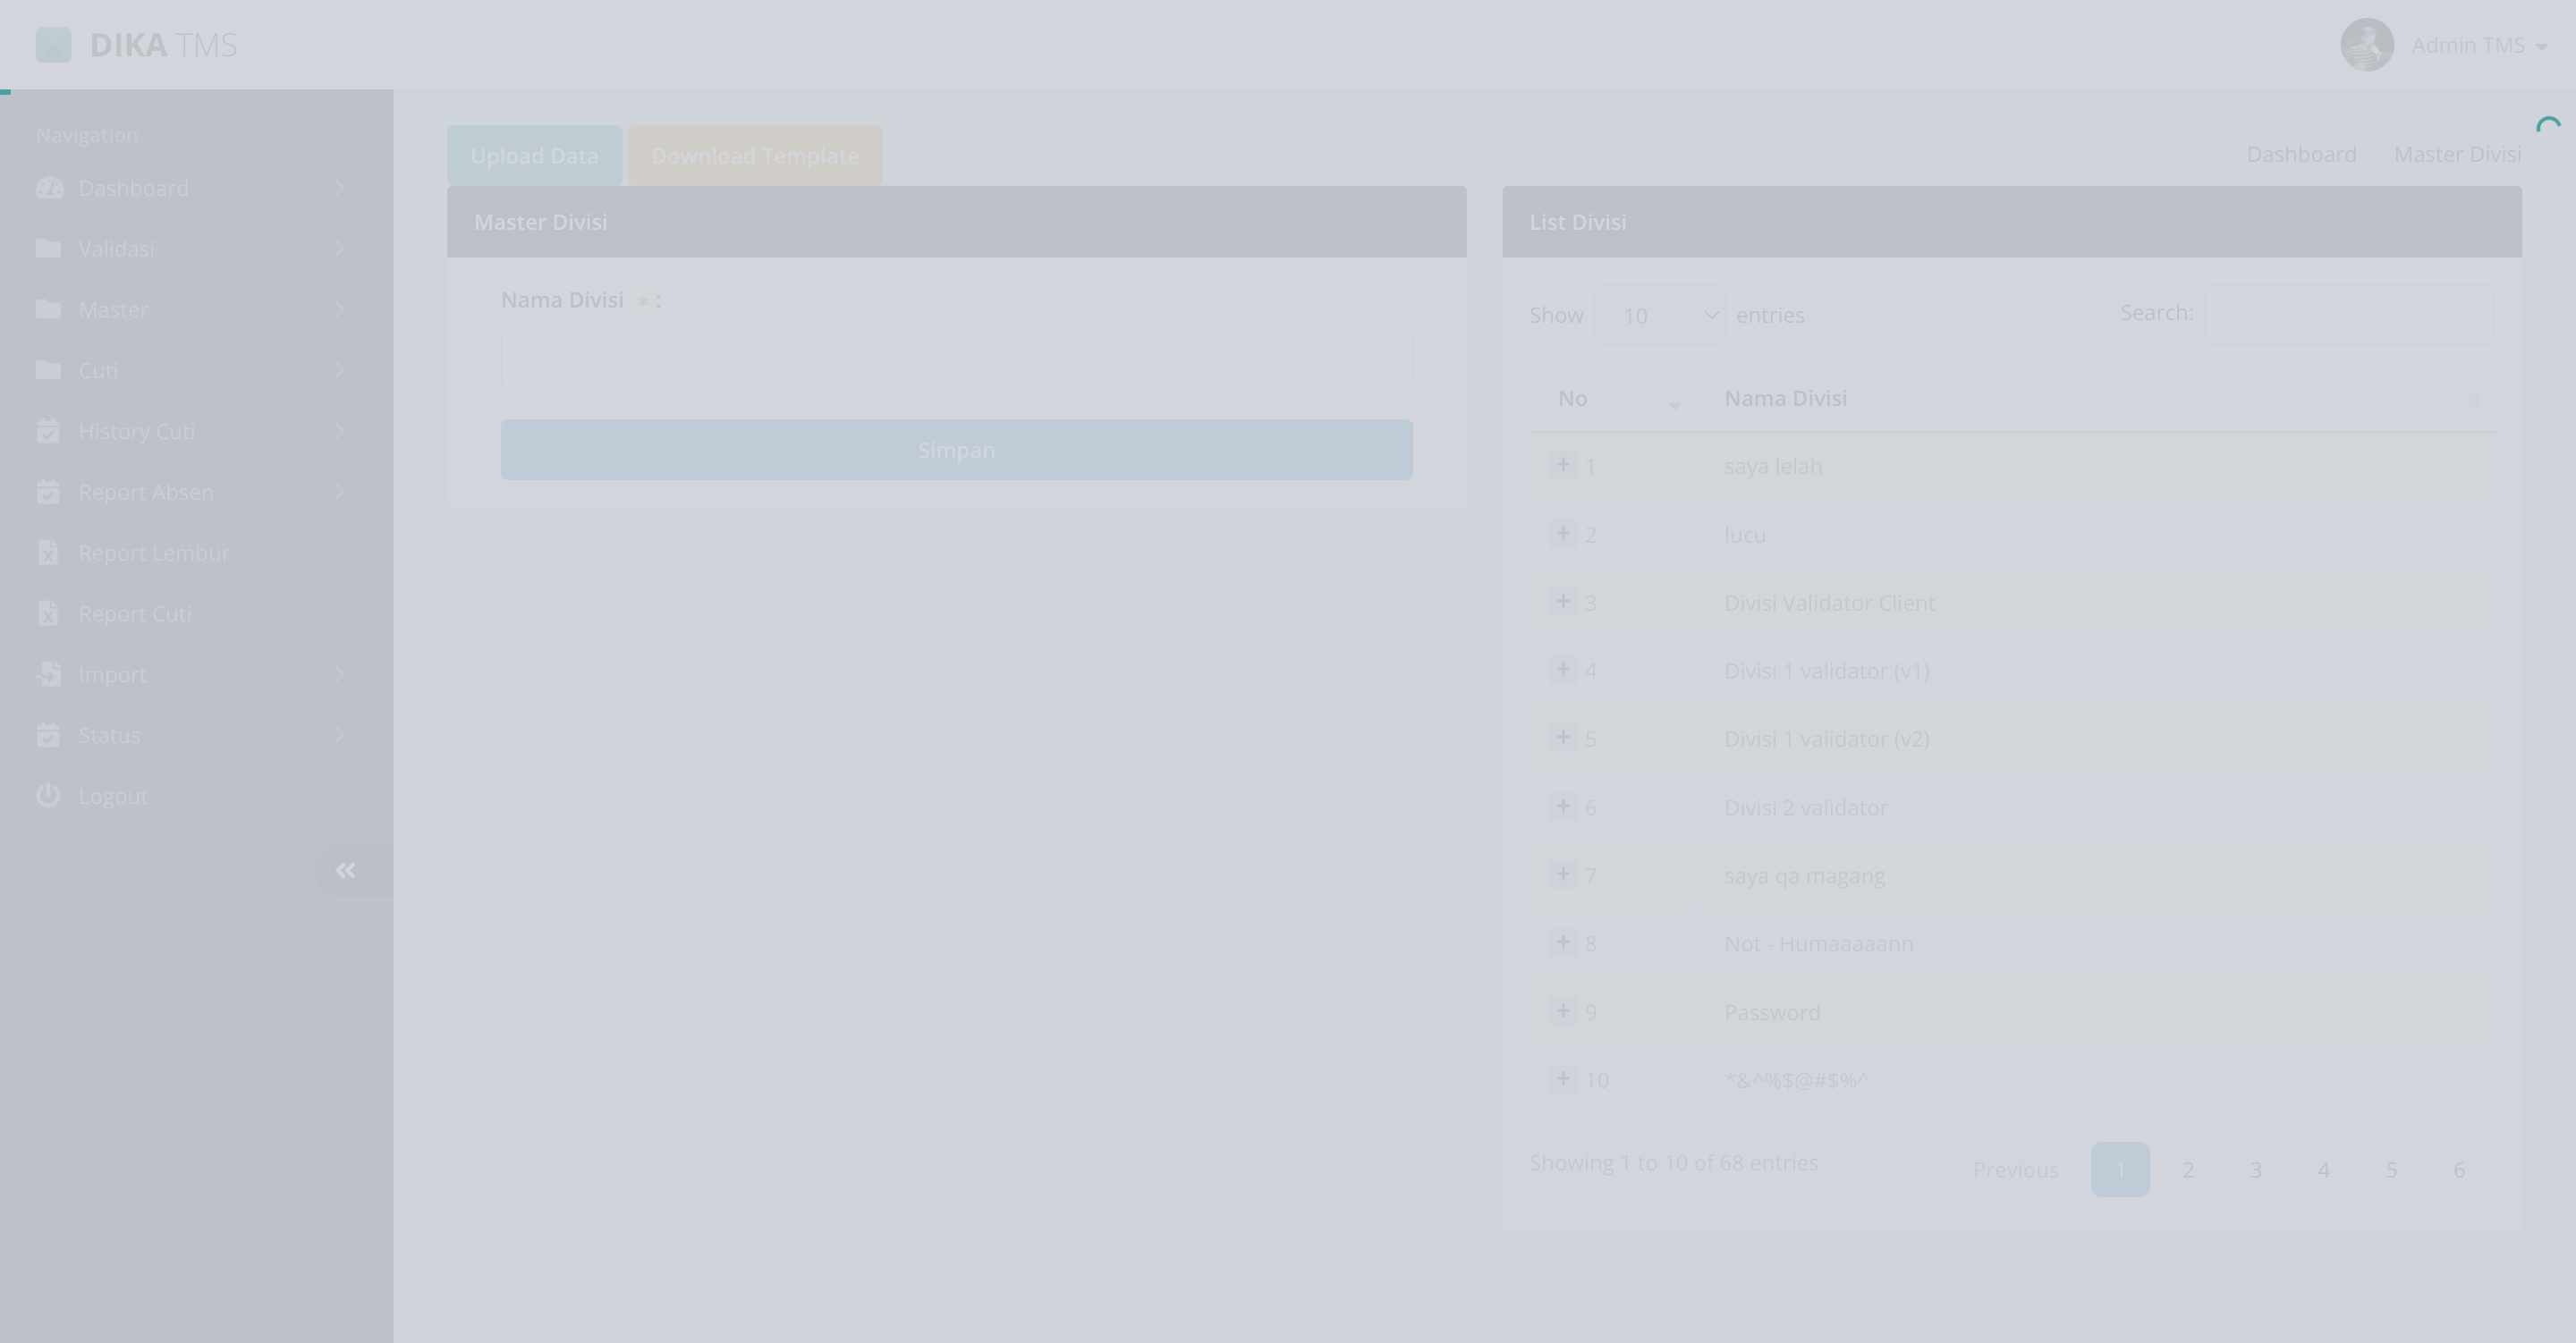 DIKA TMS
Admin TMS
Navigation
Dashboard
Validasi
Master
Cuti
History Cuti
Report Absen
Report Lembur
Report Cuti
Import
Status
Logout
Upload Data
Download Template
Dashboard
Master Divisi
Master Divisi
Nama Divisi * :
Simpan
List Divisi
Show 10 entries
Search:
No Nama Divisi
1 saya lelah
2 lucu
3 Divisi Validator Client
4 Divisi 1 validator (v1)
5 Divisi 1 validator (v2)
6 Divisi 2 validator
7 saya qa magang
8 Not - Humaaaaann
9 Password
10 *&^%$@#$%^
Showing 1 to 10 of 68 entries
Previous 1 2 3 4 5 6